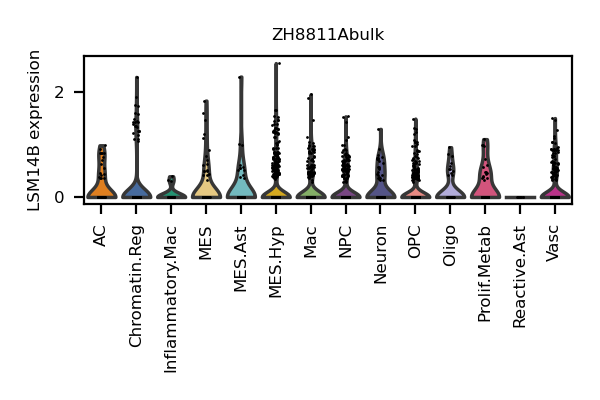 ZH8811Abulk
LSM14B expression
2
0
AC
Chromatin.Reg
Inflammatory.Mac
MES
MES.Ast
MES.Hyp
Mac
NPC
Neuron
OPC
Oligo
Prolif.Metab
Reactive.Ast
Vasc